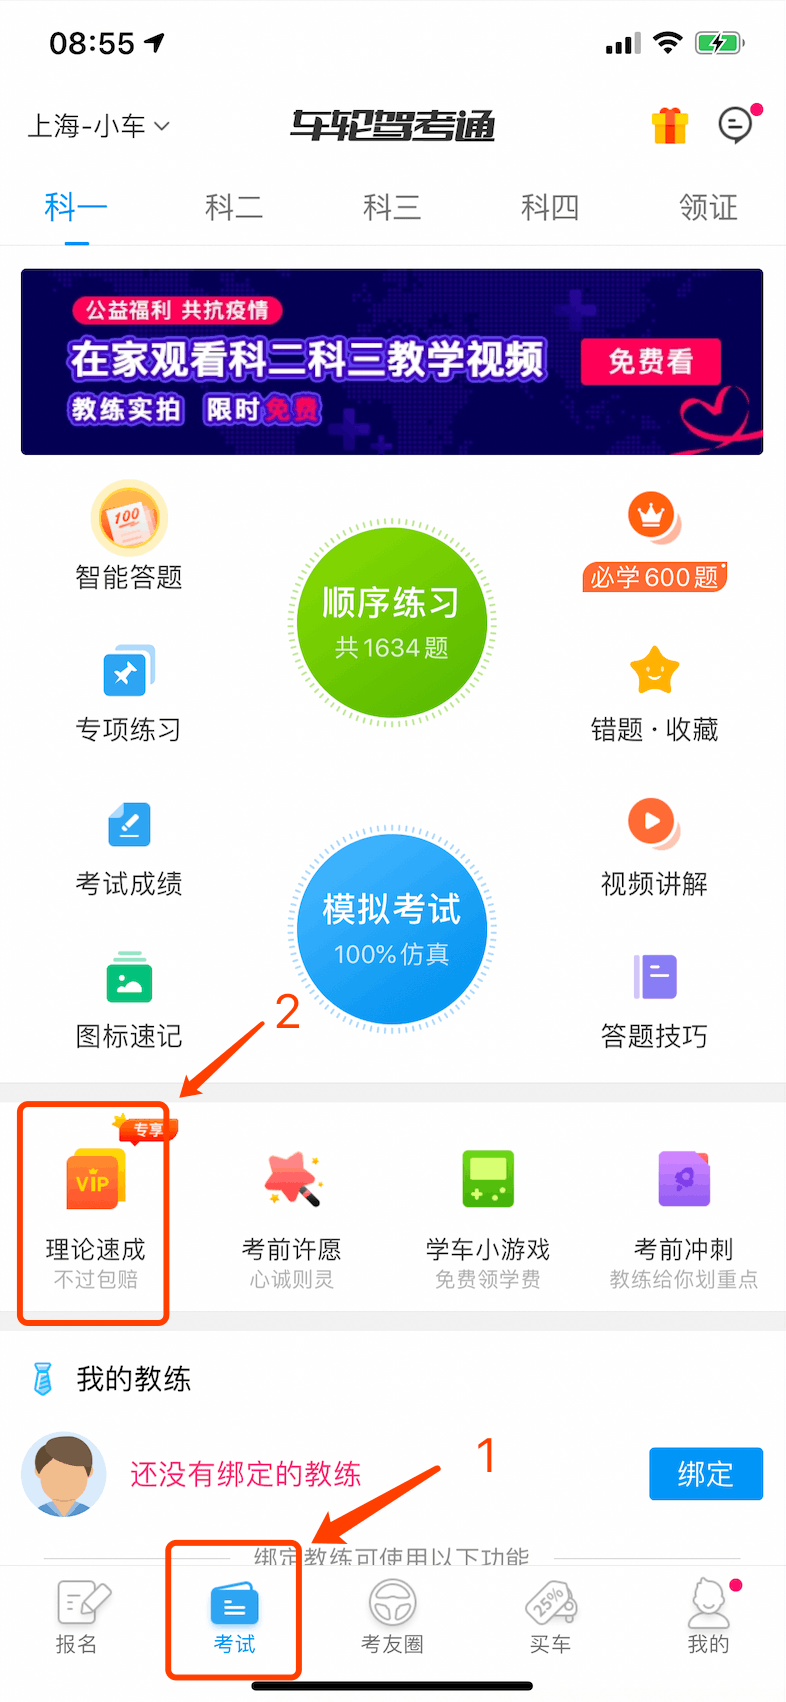 08:55
上海-小车
车轮驾考通
科一 科二 科三 科四 领证
公益福利 共抗疫情
在家观看科二科三教学视频
免费看
教练实拍 限时免费
100
智能答题
顺序练习
共1634题
必学600题
专项练习
错题·收藏
考试成绩
模拟考试
100%仿真
视频讲解
图标速记
答题技巧
2
专享
VIP
理论速成 考前许愿 学车小游戏 考前冲刺
不过包赔 心诚则灵 免费领学费 教练给你划重点
我的教练
1
还没有绑定的教练
绑定
绑定教练可使用以下功能
25%
报名 考试 考友圈 买车 我的